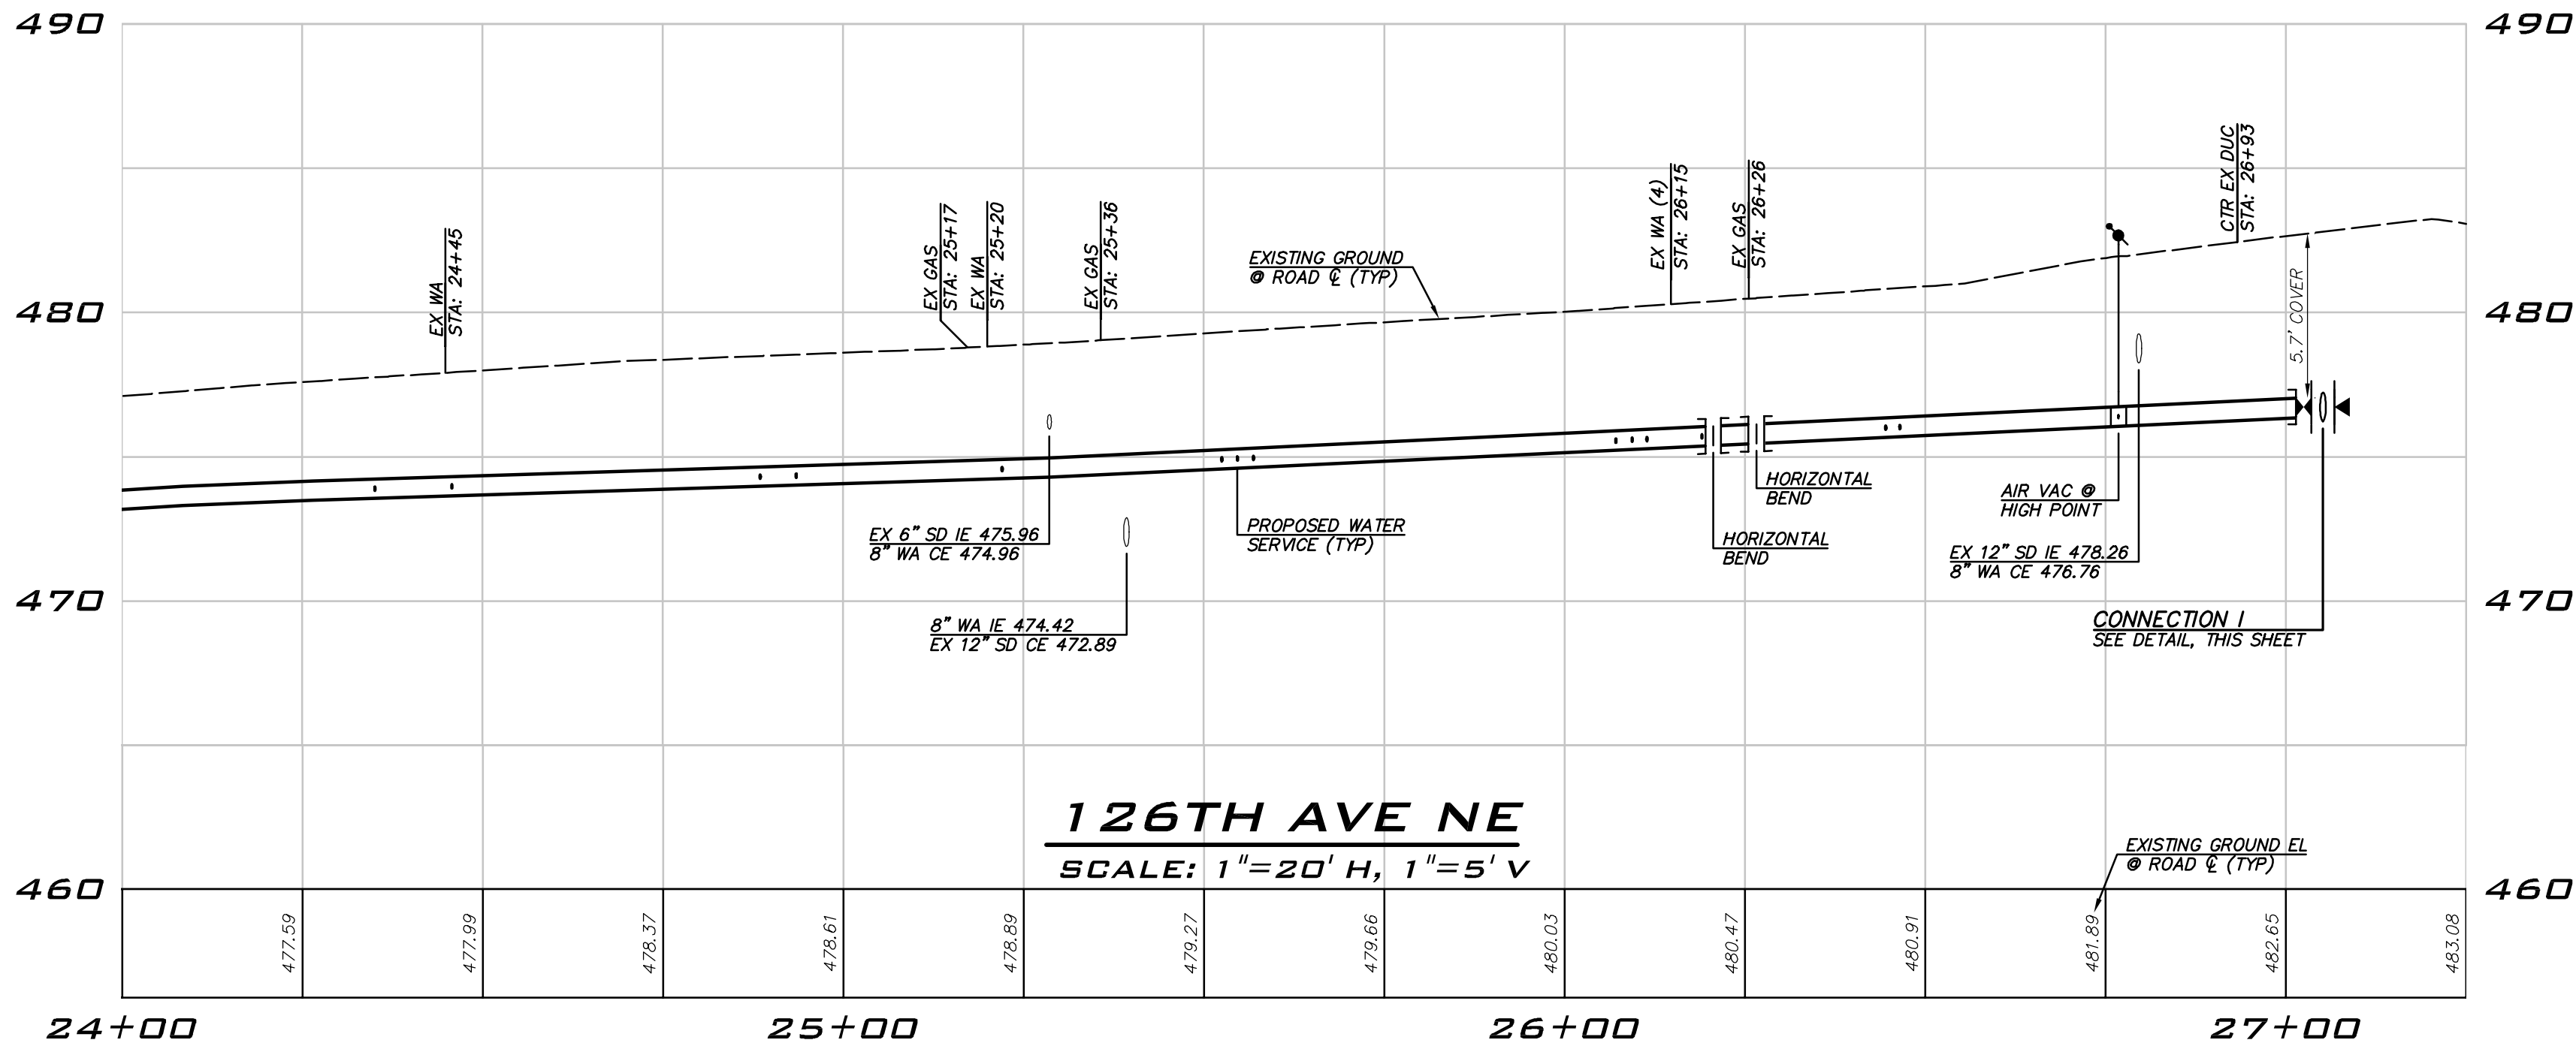 490
490
EX WA
STA: 24+45
EX GAS
STA: 25+17
EX WA
STA: 25+20
EX GAS
STA: 25+36
EXISTING GROUND
@ ROAD ℄ (TYP)
EX WA (4)
STA: 26+15
EX GAS
STA: 26+26
CTR EX DUC
STA: 26+93
480
480
5.7' COVER
EX 6" SD IE 475.96
8" WA CE 474.96
PROPOSED WATER
SERVICE (TYP)
HORIZONTAL
BEND
HORIZONTAL
BEND
AIR VAC @
HIGH POINT
EX 12" SD IE 478.26
8" WA CE 476.76
470
470
8" WA IE 474.42
EX 12" SD CE 472.89
CONNECTION 1
SEE DETAIL, THIS SHEET
126TH AVE NE
SCALE: 1"=20' H, 1"=5' V
EXISTING GROUND EL
@ ROAD ℄ (TYP)
460
460
477.59
477.99
478.37
478.61
478.89
479.27
479.66
480.03
480.47
480.91
481.89
482.65
483.08
24+00
25+00
26+00
27+00